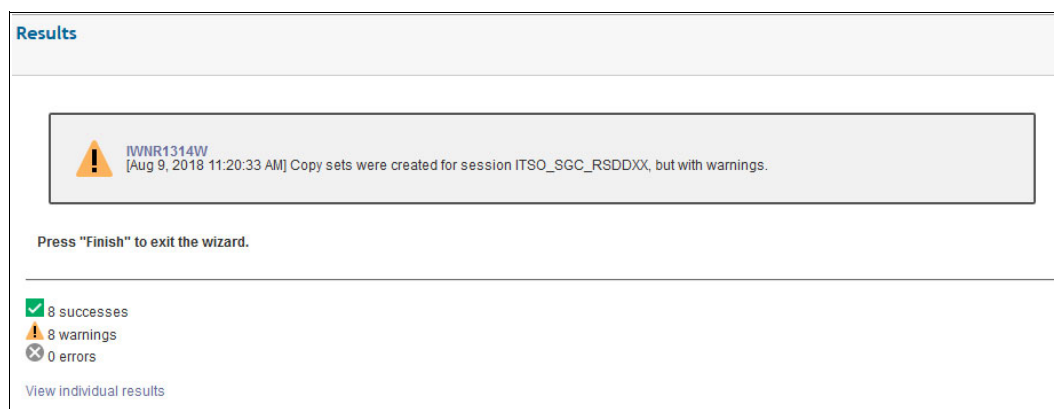 Results
IWNR1314W
[Aug 9, 2018 11:20:33 AM] Copy sets were created for session ITSO_SGC_RSDDXX, but with warnings.
Press "Finish" to exit the wizard.
8 successes
8 warnings
0 errors
View individual results